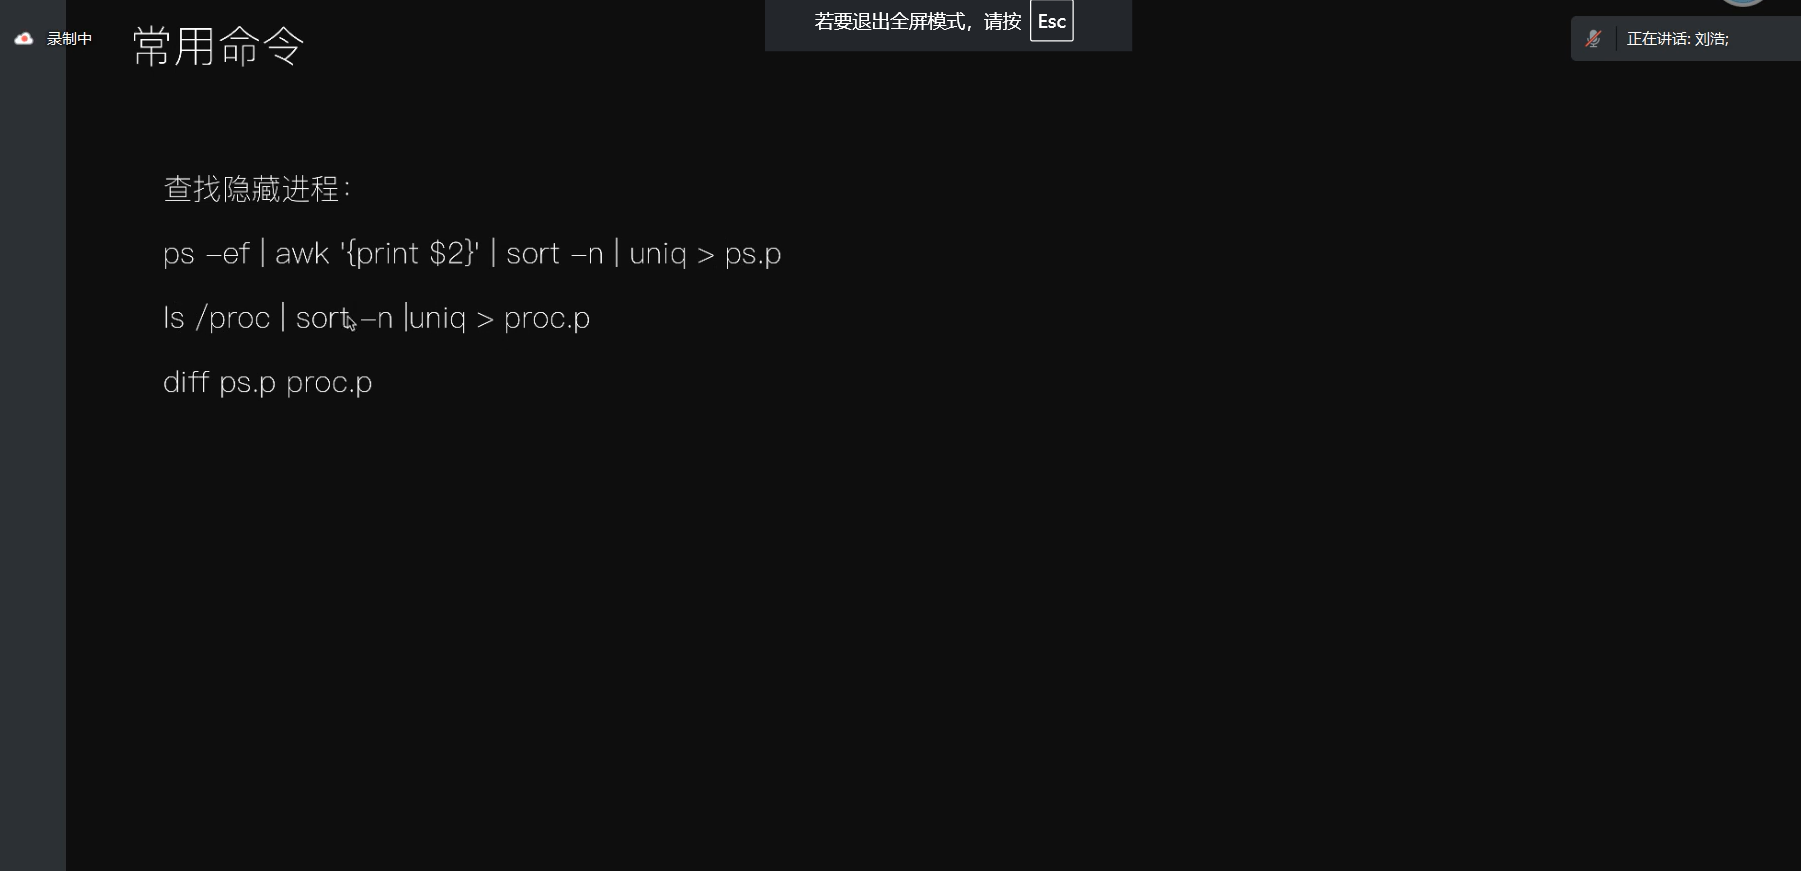 若要退出全屏模式，请按 Esc
录制中
常用命令
正在讲话: 刘浩;
查找隐藏进程：
ps -ef | awk '{print $2}' | sort -n | uniq > ps.p
ls /proc | sort -n |uniq > proc.p
diff ps.p proc.p